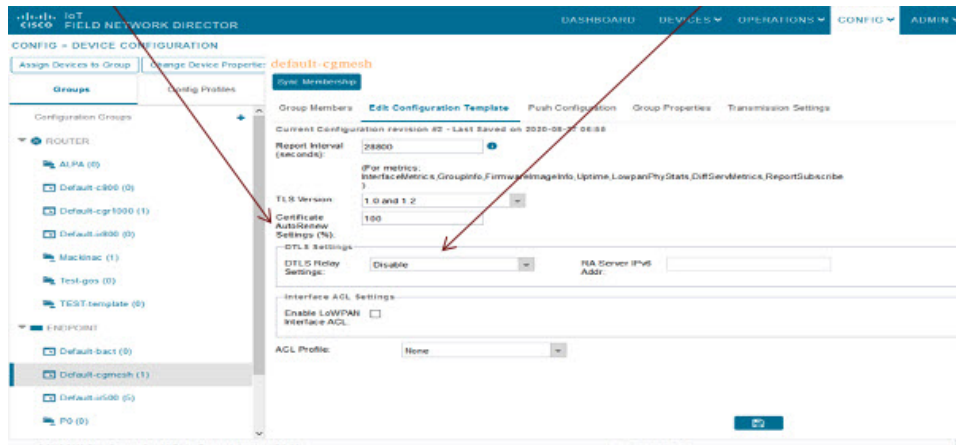 CISCO IoT
FIELD NETWORK DIRECTOR
DASHBOARD
DEVICES
OPERATIONS
CONFIG
ADMIN
CONFIG > DEVICE CONFIGURATION
Assign Devices to Group
Change Device Properties
default-cgmesh
Sync Membership
Groups
Config Profiles
Group Members
Edit Configuration Template
Push Configuration
Group Properties
Transmission Settings
Configuration Groups
Current Configuration revision #2 - Last Saved on
ROUTER
ALPA (0)
Default-c800 (0)
Default-cgr1000 (1)
Default-ir800 (0)
Mackinac (1)
Test-gos (0)
TEST-template (0)
ENDPOINT
Default-bact (0)
Default-cgmesh (1)
Default-ir500 (5)
P0 (0)
Report Interval
(seconds):
28800
(For metrics:
InterfaceMetrics,GroupInfo,FirmwareImageInfo,Uptime,LowpanPhyStats,DiffServMetrics,ReportSubscribe
)
TLS Version:
1.0 and 1.2
Certificate
AutoRenew
Settings (%):
100
DTLS Settings
DTLS Relay
Settings:
Disable
RA Server IPv6
Addr:
Interface ACL Settings
Enable LoWPAN
Interface ACL:
ACL Profile:
None